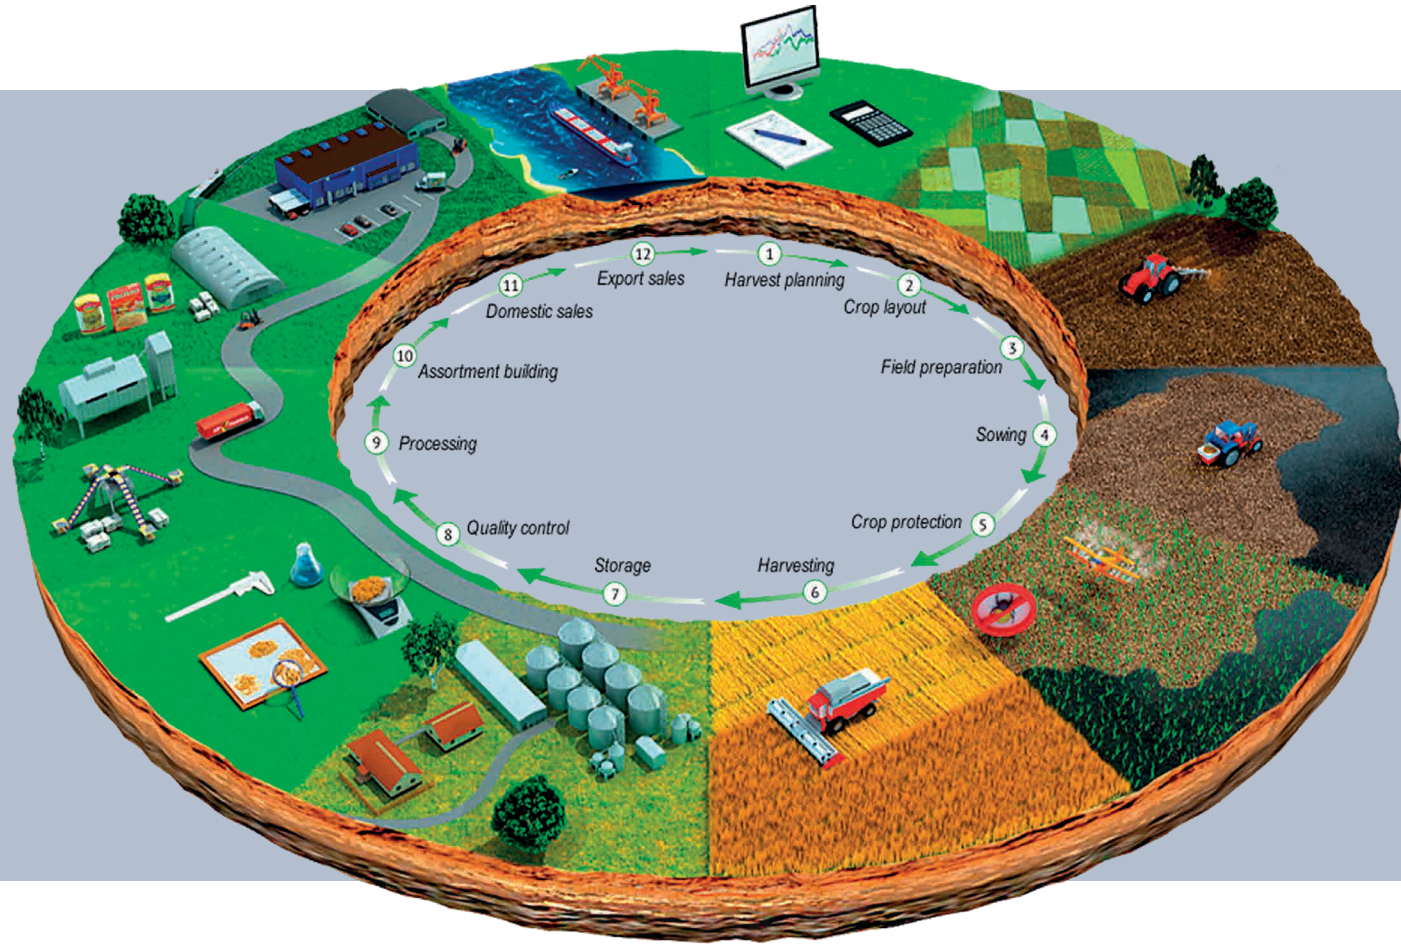 1
Harvest planning
2
Crop layout
3
Field preparation
4
Sowing
5
Crop protection
6
Harvesting
7
Storage
8
Quality control
9
Processing
10
Assortment building
11
Domestic sales
12
Export sales